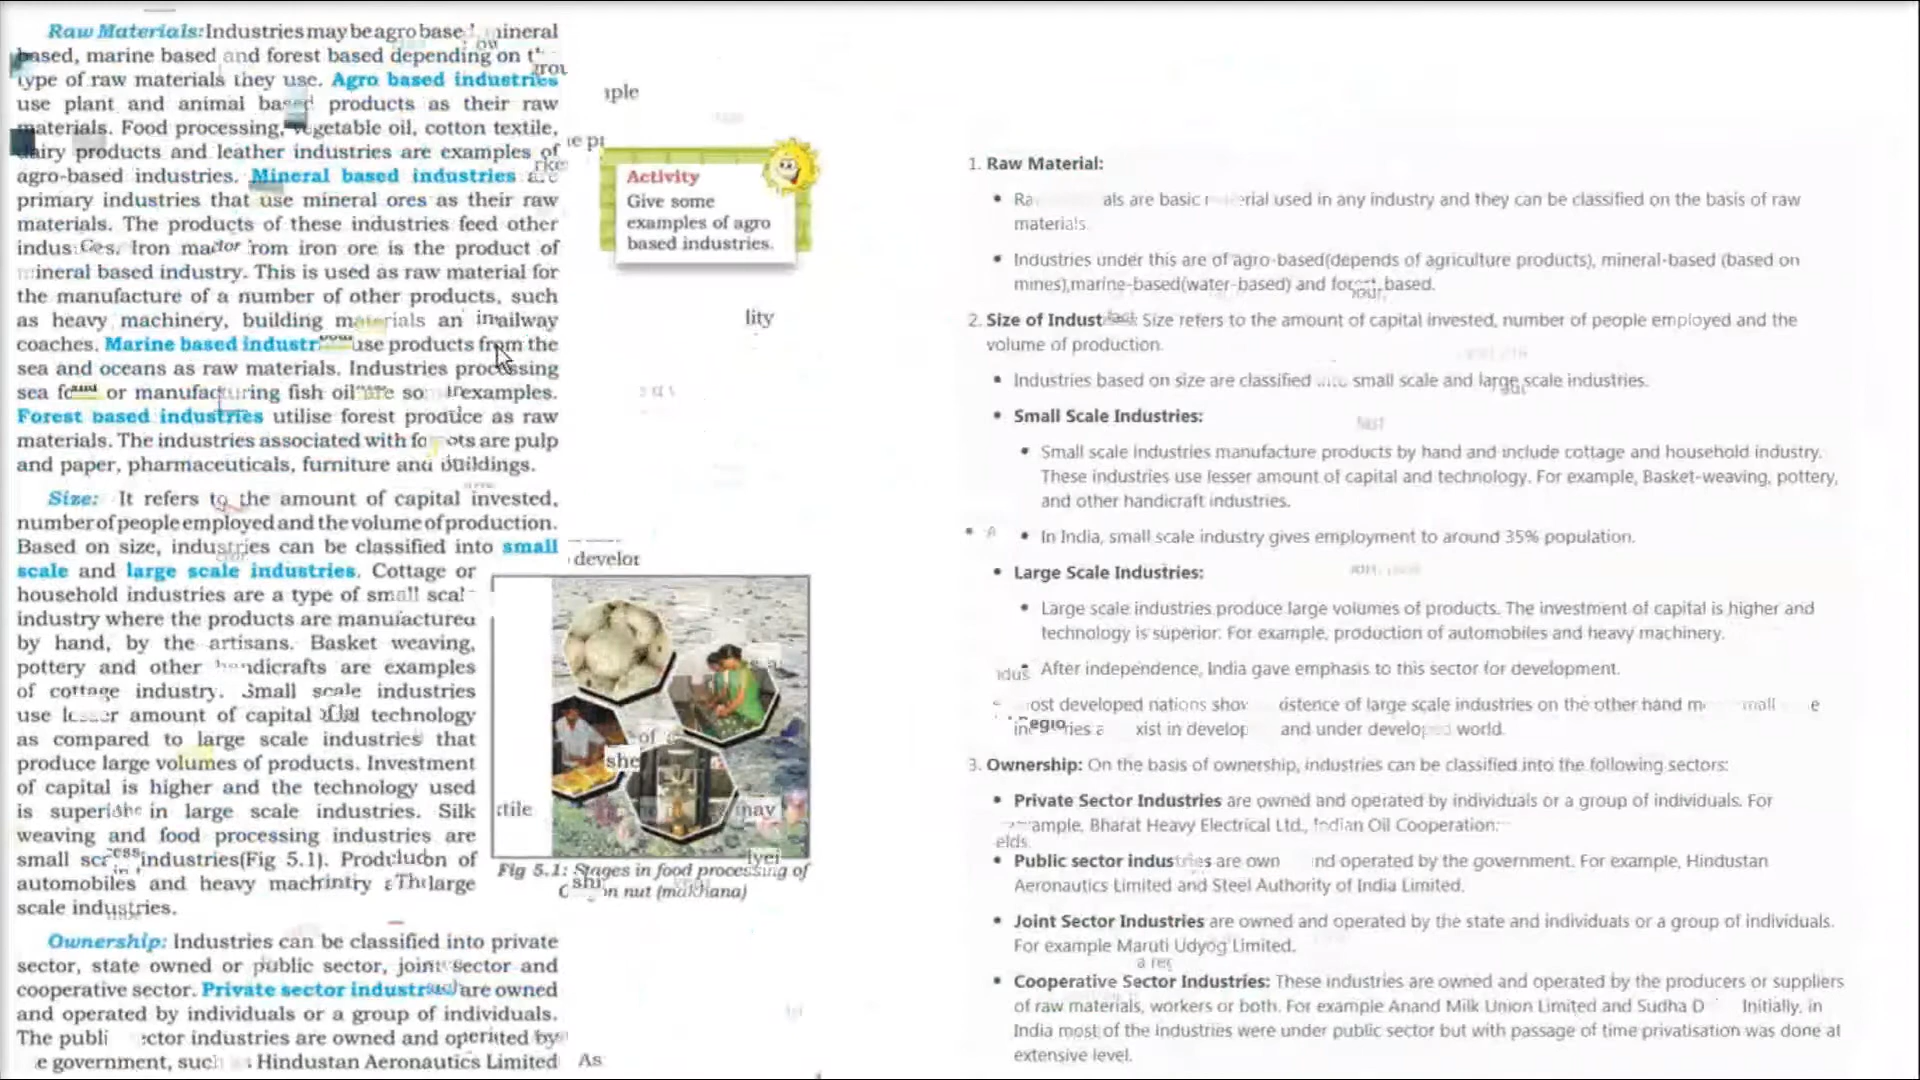 Raw Materials: Industries may be agro based, mineral
based, marine based and forest based depending on the
type of raw materials they use. Agro based industries
use plant and animal based products as their raw
materials. Food processing, vegetable oil, cotton textile,
dairy products and leather industries are examples of
agro-based industries. Mineral based industries are
primary industries that use mineral ores as their raw
materials. The products of these industries feed other
Iron from iron ore is the product of
mineral based industry. This is used as raw material for
the manufacture of a number of other products, such
as heavy machinery, building materials railway
coaches. Marine based use products from the
sea and oceans as raw materials. Industries processing
sea or manufacturing fish oil examples.
Forest based industries utilise forest produce as raw
materials. The industries associated with are pulp
and paper, pharmaceuticals, furniture and buildings.
Size: It refers to the amount of capital invested,
number of people employed and the volume of production.
Based on size, industries can be classified into small
scale and large scale industries. Cottage or
household industries are a type of small scale
industry where the products are manufactured
by hand, by the artisans. Basket weaving,
pottery and other handicrafts are examples
of cottage industry. Small scale industries
use amount of capital technology
as compared to large scale industries that
produce large volumes of products. Investment
of capital is higher and the technology used
is in large scale industries. Silk
weaving and food processing industries are
small industries(Fig 5.1). of
automobiles and heavy large
scale industries.
Ownership: Industries can be classified into private
sector, state owned or public sector, joint sector and
cooperative sector. Private sector are owned
and operated by individuals or a group of individuals.
The industries are owned and operated by
government, Hindustan Aeronautics Limited
As
Activity
Give some
examples of agro
based industries.
lity
she
Fig 5.1: Stages in food processing of
nut (makhana)
1. Raw Material:
• are basic used in any industry and they can be classified on the basis of raw
materials.
• Industries under this are of agro-based(depends of agriculture products), mineral-based (based on
mines),marine-based(water-based) and based.
2. Size of Size refers to the amount of capital invested, number of people employed and the
volume of production.
• Industries based on size are classified into small scale and large scale industries.
• Small Scale Industries:
• Small scale industries manufacture products by hand and include cottage and household industry.
These industries use lesser amount of capital and technology. For example, Basket-weaving, pottery,
and other handicraft industries.
• In India, small scale industry gives employment to around 35% population.
• Large Scale Industries:
• Large scale industries produce large volumes of products. The investment of capital is higher and
technology is superior. For example, production of automobiles and heavy machinery.
• After independence, India gave emphasis to this sector for development.
developed nations of large scale industries on the other hand
and under world.
3. Ownership: On the basis of ownership, industries can be classified into the following sectors:
• Private Sector Industries are owned and operated by individuals or a group of individuals. For
example, Bharat Heavy Electrical Ltd., Indian Oil Cooperation.
• Public sector industries are operated by the government. For example, Hindustan
Aeronautics Limited and Steel Authority of India Limited.
• Joint Sector Industries are owned and operated by the state and individuals or a group of individuals.
For example Maruti Udyog Limited.
• Cooperative Sector Industries: These industries are owned and operated by the producers or suppliers
of raw materials, workers or both. For example Anand Milk Union Limited and Sudha Initially, in
India most of the industries were under public sector but with passage of time privatisation was done at
extensive level.